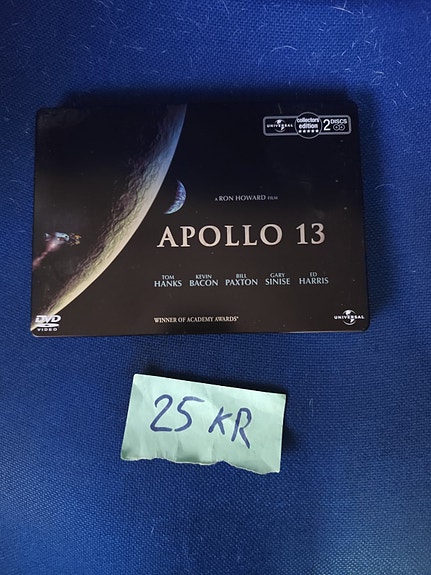 UNIVERSAL
collectors
edition
2 DISCS
A RON HOWARD FILM
APOLLO 13
TOM HANKS KEVIN BACON BILL PAXTON GARY SINISE ED HARRIS
WINNER OF ACADEMY AWARDS®
DVD
VIDEO
UNIVERSAL
25 KR